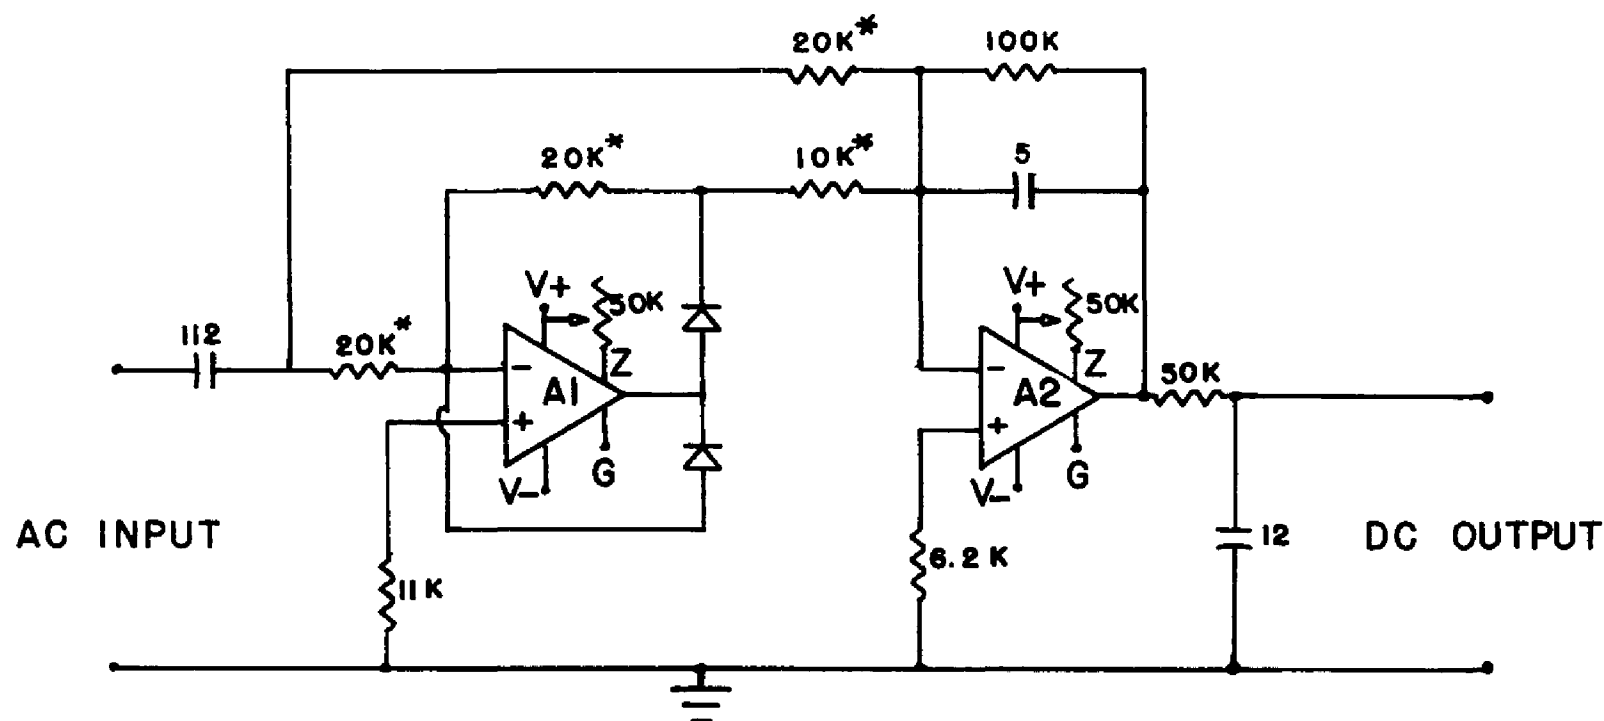 20K*
100K
20K*
10K*
5
V+
50K
V+
50K
112
20K*
Z
Z
50K
−
A1
−
A2
+
+
G
G
V−
V−
AC INPUT
12
DC OUTPUT
6.2 K
11K